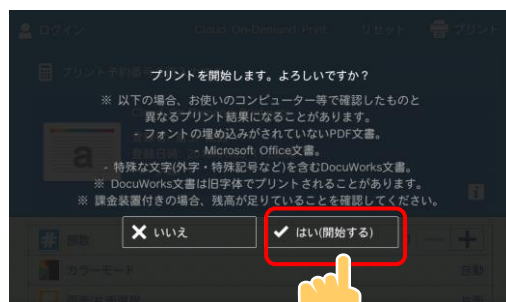 ログイン
Cloud On-Demand Print
リセット
プリント
プリントを開始します。よろしいですか？
※ 以下の場合、お使いのコンピューター等で確認したものと
異なるプリント結果になることがあります。
- フォントの埋め込みがされていないPDF文書。
- Microsoft Office文書。
- 特殊な文字(外字・特殊記号など)を含むDocuWorks文書。
※ DocuWorks文書は旧字体でプリントされることがあります。
※ 課金装置付きの場合、残高が足りていることを確認してください。
a
いいえ
はい(開始する)
部数
カラーモード
自動